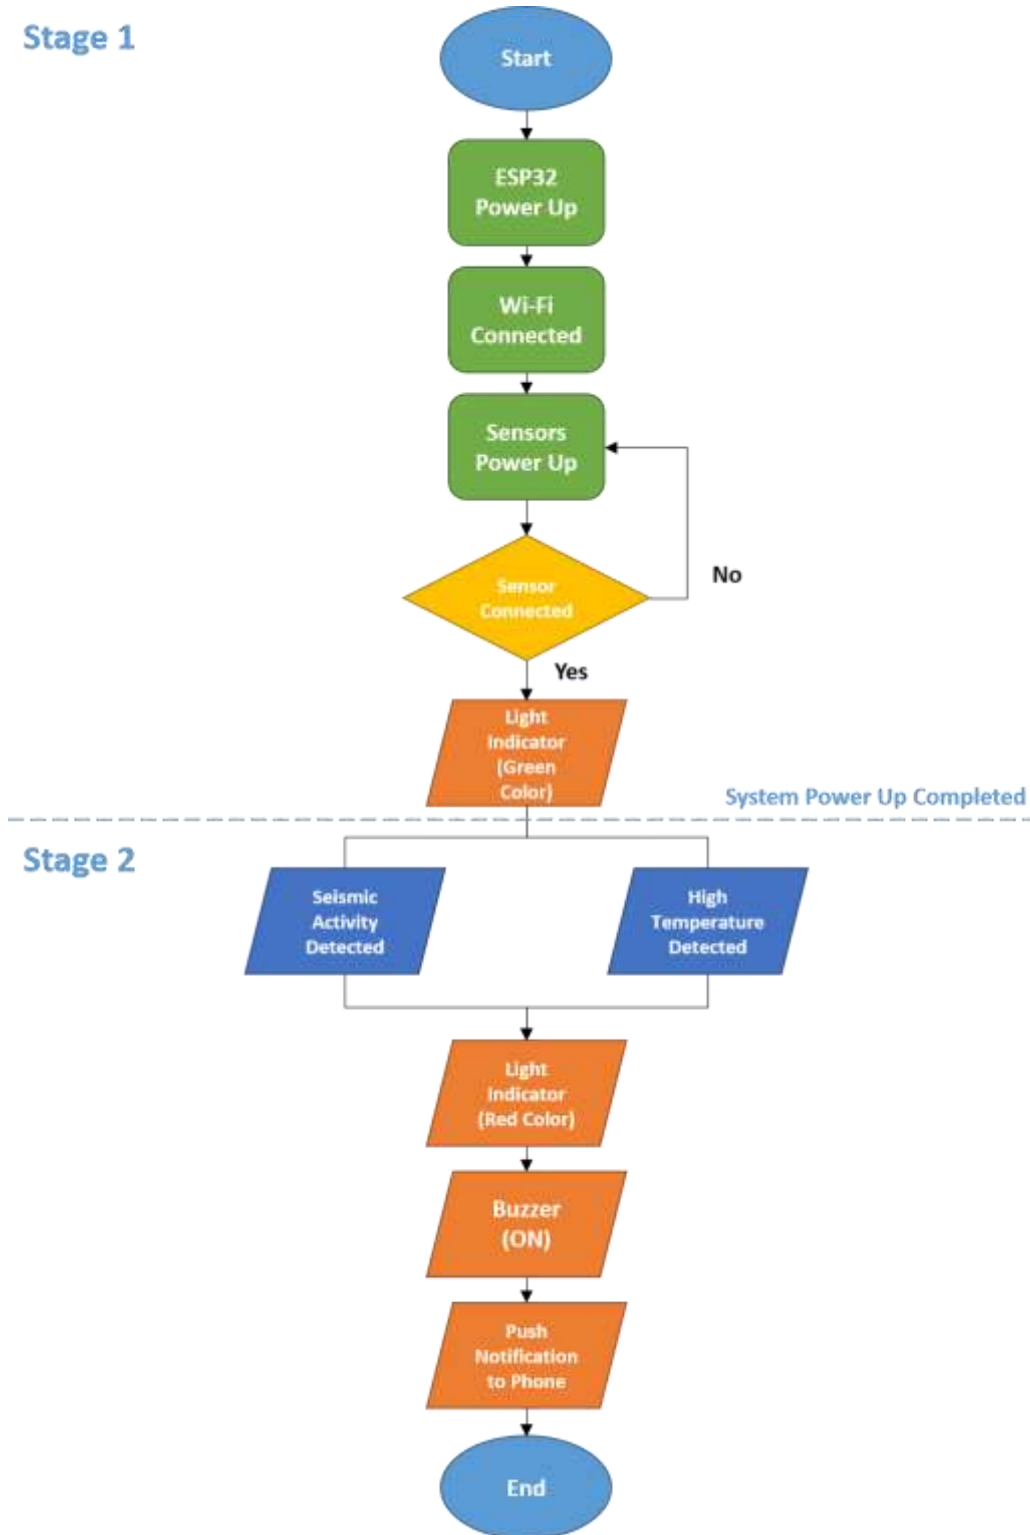 Stage 1
Start
ESP32
Power Up
Wi-Fi
Connected
Sensors
Power Up
No
Sensor
Connected
Yes
Light
Indicator
(Green
Color)
System Power Up Completed
Stage 2
Seismic
Activity
Detected
High
Temperature
Detected
Light
Indicator
(Red Color)
Buzzer
(ON)
Push
Notification
to Phone
End